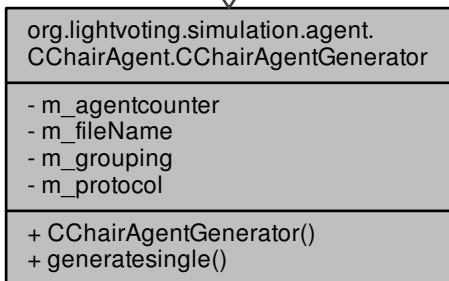 org.lightvoting.simulation.agent.
CChairAgent.CChairAgentGenerator
- m_agentcounter
- m_fileName
- m_grouping
- m_protocol
+ CChairAgentGenerator()
+ generatesingle()